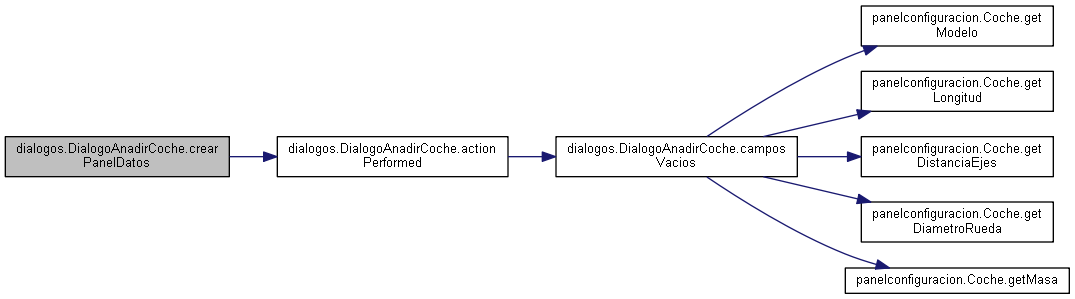 dialogos.DialogoAnadirCoche.crear
PanelDatos
dialogos.DialogoAnadirCoche.action
Performed
dialogos.DialogoAnadirCoche.campos
Vacios
panelconfiguracion.Coche.get
Modelo
panelconfiguracion.Coche.get
Longitud
panelconfiguracion.Coche.get
DistanciaEjes
panelconfiguracion.Coche.get
DiametroRueda
panelconfiguracion.Coche.getMasa